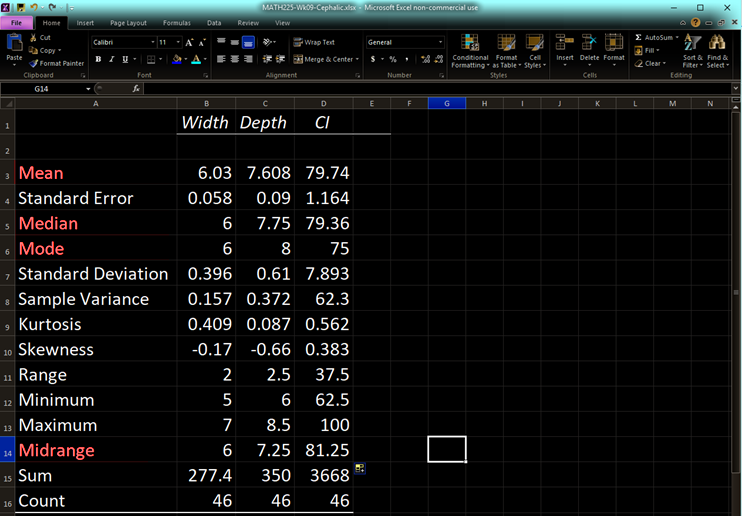 MATH225-Wk09-Cephalic.xlsx - Microsoft Excel non-commercial use
File Home Insert Page Layout Formulas Data Review View
Cut
Copy
Format Painter
Paste
Clipboard
Calibri 11
B I U
Font
Wrap Text
Merge & Center
Alignment
General
$ % ,
Number
Conditional Formatting
Format as Table
Cell Styles
Styles
Insert Delete Format
Cells
AutoSum
Fill
Clear
Sort & Filter
Find & Select
Editing
G14 fx
A B C D E F G H I J K L M N
1 Width Depth CI
2
3 Mean 6.03 7.608 79.74
4 Standard Error 0.058 0.09 1.164
5 Median 6 7.75 79.36
6 Mode 6 8 75
7 Standard Deviation 0.396 0.61 7.893
8 Sample Variance 0.157 0.372 62.3
9 Kurtosis 0.409 0.087 0.562
10 Skewness -0.17 -0.66 0.383
11 Range 2 2.5 37.5
12 Minimum 5 6 62.5
13 Maximum 7 8.5 100
14 Midrange 6 7.25 81.25
15 Sum 277.4 350 3668
16 Count 46 46 46